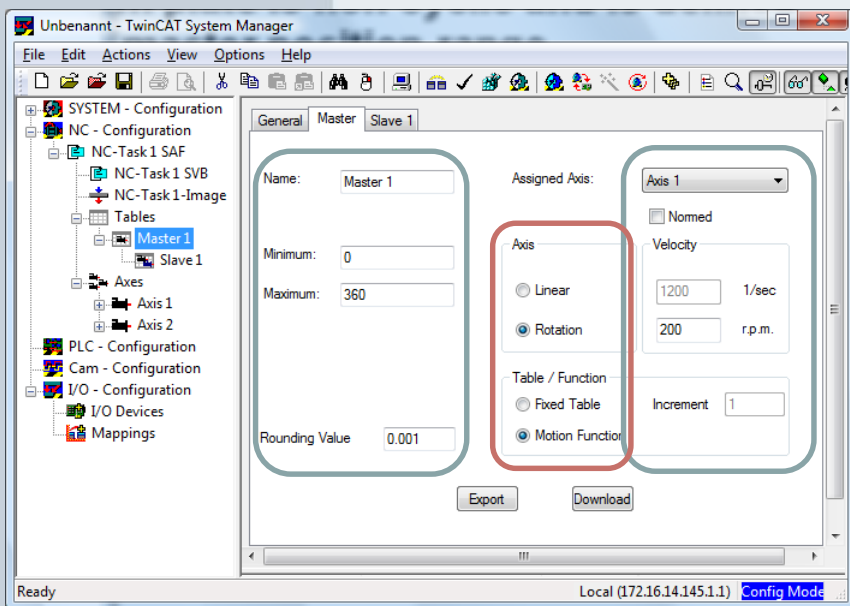 Unbenannt - TwinCAT System Manager
File Edit Actions View Options Help
SYSTEM - Configuration
NC - Configuration
NC-Task 1 SAF
NC-Task 1 SVB
NC-Task 1-Image
Tables
Master 1
Slave 1
Axes
Axis 1
Axis 2
PLC - Configuration
Cam - Configuration
I/O - Configuration
I/O Devices
Mappings
General Master Slave 1
Name: Master 1
Minimum: 0
Maximum: 360
Rounding Value 0.001
Assigned Axis: Axis 1
Normed
Axis
Linear
Rotation
Velocity
1200 1/sec
200 r.p.m.
Table / Function
Fixed Table
Motion Function
Increment 1
Export Download
Ready Local (172.16.14.145.1.1) Config Mode